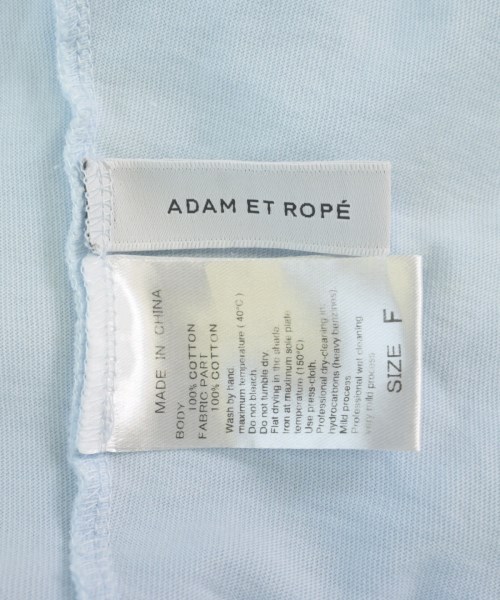 ADAM ET ROPÉ
MADE IN CHINA
BODY
100% COTTON
FABRIC PART
100% COTTON
Wash by hand.
maximum temperature (40°C)
Do not bleach.
Do not tumble dry.
Flat drying in the shade.
Iron at maximum sole plate
temperature (150°C)
Use press-cloth.
Professional dry-cleaning in
hydrocarbons (heavy benzines).
Mild process
Professional wet cleaning
very mild process
SIZE F